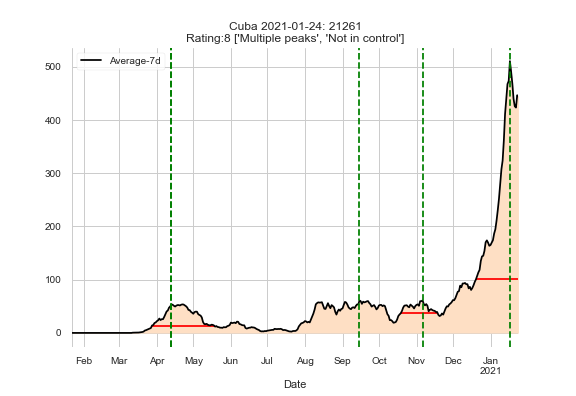 Cuba 2021-01-24: 21261
Rating:8 ['Multiple peaks', 'Not in control']
Average-7d
500
400
300
200
100
0
Feb Mar Apr May Jun Jul Aug Sep Oct Nov Dec Jan
2021
Date